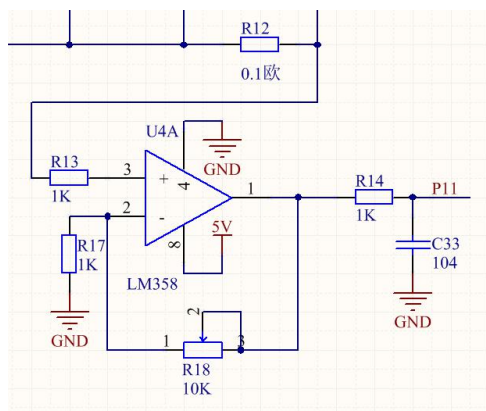 R12
0.1欧
U4A
GND
R13
1K
3
+
4
2
-
1
R14
1K
P11
R17
1K
8
5V
LM358
C33
104
GND
GND
2
1
3
R18
10K